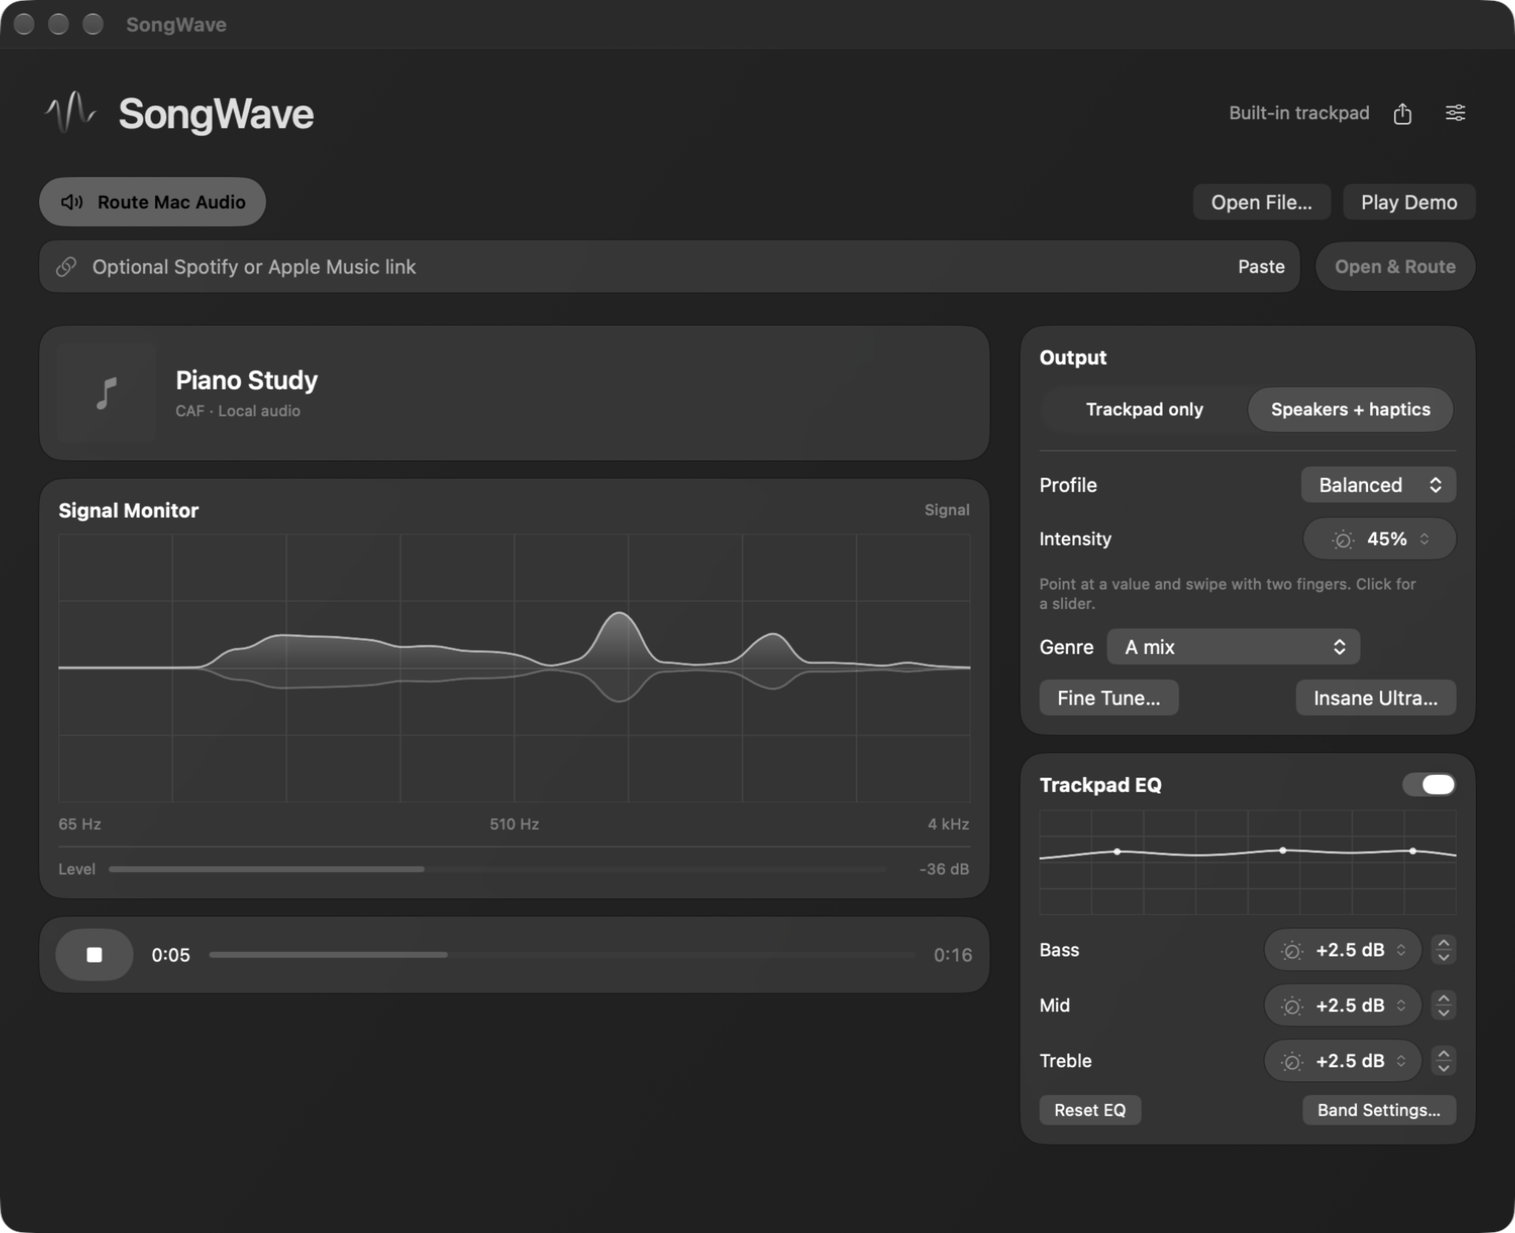 SongWave
SongWave
Built-in trackpad
Route Mac Audio
Open File...
Play Demo
Optional Spotify or Apple Music link
Paste
Open & Route
Piano Study
CAF · Local audio
Signal Monitor
Signal
65 Hz
510 Hz
4 kHz
Level
-36 dB
0:05
0:16
Output
Trackpad only
Speakers + haptics
Profile
Balanced
Intensity
45%
Point at a value and swipe with two fingers. Click for
a slider.
Genre
A mix
Fine Tune...
Insane Ultra...
Trackpad EQ
Bass
+2.5 dB
Mid
+2.5 dB
Treble
+2.5 dB
Reset EQ
Band Settings...